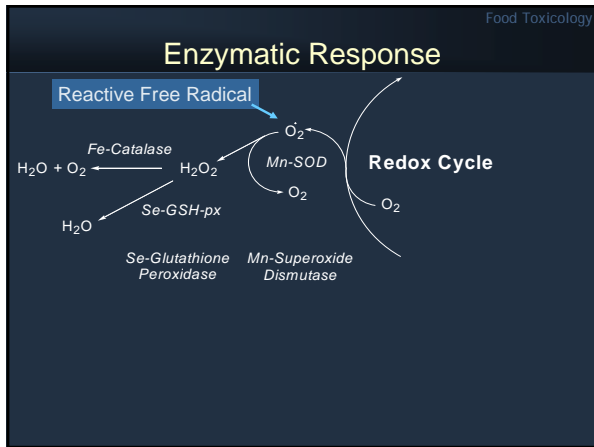 Food Toxicology
Enzymatic Response
Reactive Free Radical
O₂˙
Fe-Catalase
H₂O + O₂
H₂O₂
Mn-SOD
Redox Cycle
O₂
O₂
Se-GSH-px
H₂O
Se-Glutathione
Peroxidase
Mn-Superoxide
Dismutase